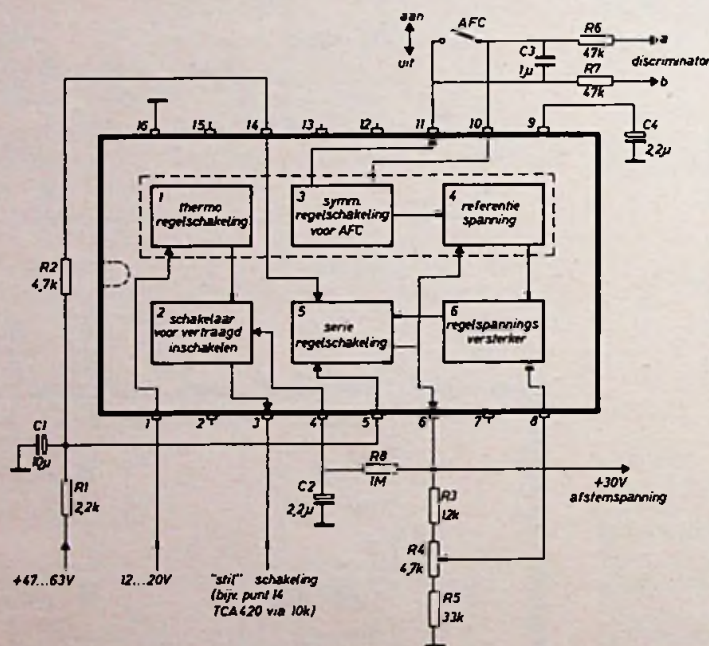 aan
uit
AFC
C3
1µ
R6
47k
a
discriminator
R7
47k
b
16
15
14
13
12
11
10
9
C4
2,2µ
1
thermo
regelschakeling
3
symm.
regelschakeling
voor AFC
4
referentie
spanning
R2
4,7k
2
schakelaar
voor vertraagd
inschakelen
5
serie
regelschakeling
6
regelspannings
versterker
1
2
3
4
5
6
7
8
C1
10µ
R1
2,2k
C2
2,2µ
R8
1M
+30V
afstemspanning
R3
12k
R4
4,7k
R5
33k
+47...63V
12...20V
"stil" schakeling
(bijv. punt 14
TCA420 via 10k)